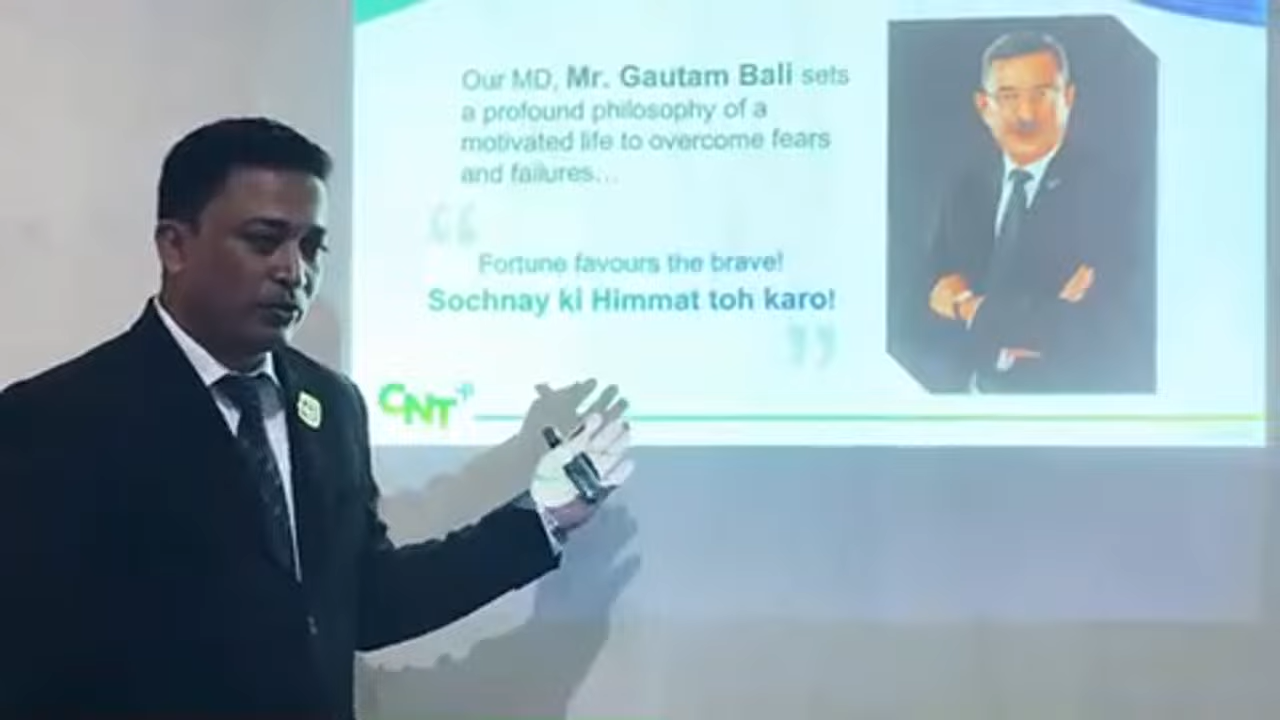 Our MD, Mr. Gautam Bali sets
a profound philosophy of a
motivated life to overcome fears
and failures...
“
Fortune favours the brave!
Sochnay ki Himmat toh karo!
”
CNT+